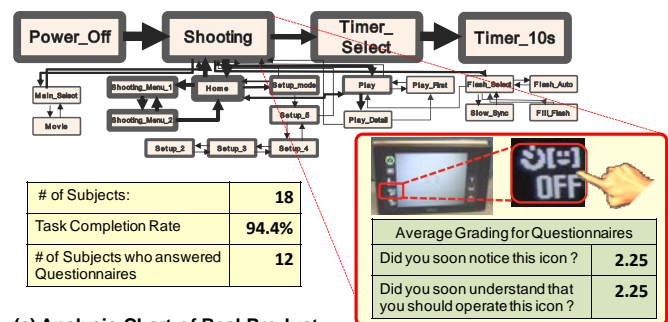 Power_Off
Shooting
Timer_
Select
Timer_10s
Main_Select
Movie
Shooting_Menu_1
Shooting_Menu_2
Home
Setup_mode
Setup_5
Setup_2
Setup_3
Setup_4
Play
Play_First
Play_Detail
Flash_Select
Flash_Auto
Slow_Sync
Fill_Flash
# of Subjects:
18
Task Completion Rate
94.4%
# of Subjects who answered
Questionnaires
12
OFF
Average Grading for Questionnaires
Did you soon notice this icon ?
2.25
Did you soon understand that
you should operate this icon ?
2.25